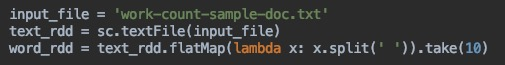 input_file = 'work-count-sample-doc.txt'
text_rdd = sc.textFile(input_file)
word_rdd = text_rdd.flatMap(lambda x: x.split(' ')).take(10)